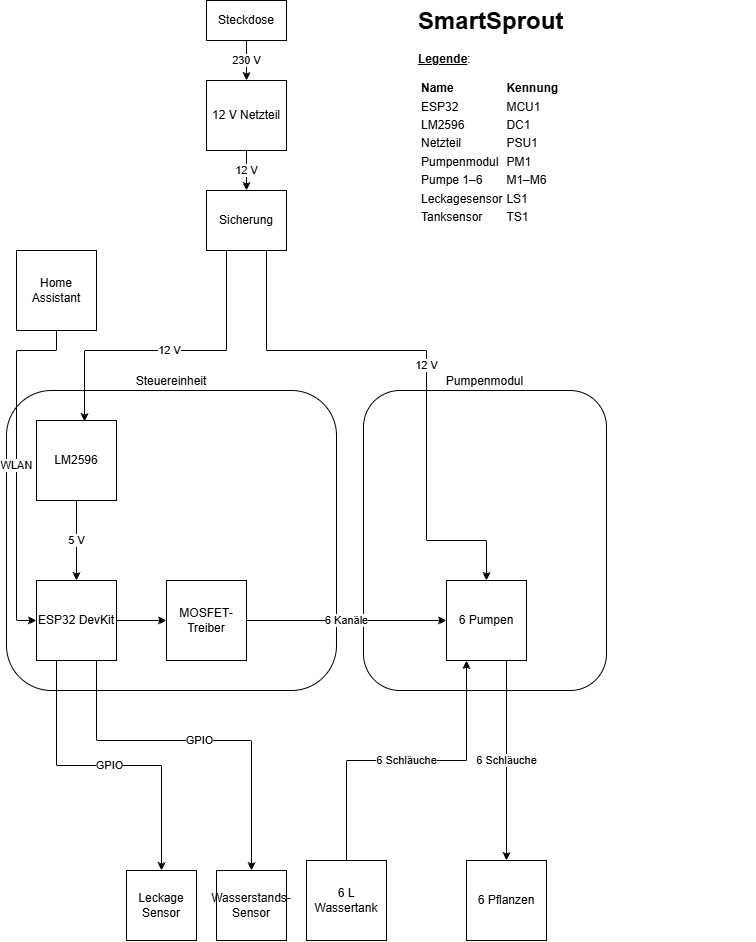 Steckdose
SmartSprout
230 V
Legende:
12 V Netzteil
Name Kennung
ESP32 MCU1
LM2596 DC1
Netzteil PSU1
Pumpenmodul PM1
Pumpe 1–6 M1–M6
Leckagesensor LS1
Tanksensor TS1
12 V
Sicherung
Home
Assistant
12 V
12 V
Steuereinheit
Pumpenmodul
LM2596
WLAN
5 V
ESP32 DevKit
MOSFET-
Treiber
6 Kanäle
6 Pumpen
GPIO
GPIO
6 Schläuche
6 Schläuche
Leckage
Sensor
Wasserstands-
Sensor
6 L
Wassertank
6 Pflanzen